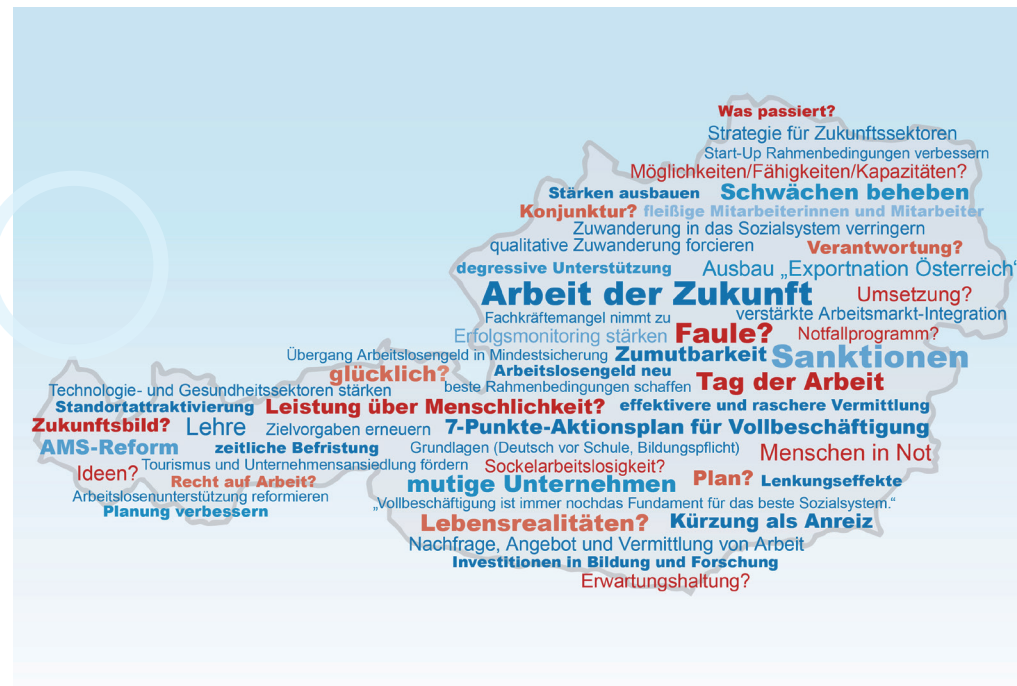 Was passiert?
Strategie für Zukunftssektoren
Start-Up Rahmenbedingungen verbessern
Möglichkeiten/Fähigkeiten/Kapazitäten?
Stärken ausbauen Schwächen beheben
Konjunktur? fleißige Mitarbeiterinnen und Mitarbeiter
Zuwanderung in das Sozialsystem verringern
qualitative Zuwanderung forcieren Verantwortung?
degressive Unterstützung Ausbau „Exportnation Österreich“
Arbeit der Zukunft Umsetzung?
Fachkräftemangel nimmt zu verstärkte Arbeitsmarkt-Integration
Erfolgsmonitoring stärken Faule? Notfallprogramm?
Übergang Arbeitslosengeld in Mindestsicherung Zumutbarkeit Sanktionen
glücklich? Arbeitslosengeld neu
Technologie- und Gesundheitssektoren stärken beste Rahmenbedingungen schaffen Tag der Arbeit
Standortattraktivierung Leistung über Menschlichkeit? effektivere und raschere Vermittlung
Zukunftsbild? Lehre Zielvorgaben erneuern 7-Punkte-Aktionsplan für Vollbeschäftigung
AMS-Reform zeitliche Befristung Grundlagen (Deutsch vor Schule, Bildungspflicht) Menschen in Not
Ideen? Tourismus und Unternehmensansiedlung fördern Sockelarbeitslosigkeit?
Recht auf Arbeit? mutige Unternehmen Plan? Lenkungseffekte
Arbeitslosenunterstützung reformieren „Vollbeschäftigung ist immer nochdas Fundament für das beste Sozialsystem.“
Planung verbessern Lebensrealitäten? Kürzung als Anreiz
Nachfrage, Angebot und Vermittlung von Arbeit
Investitionen in Bildung und Forschung
Erwartungshaltung?